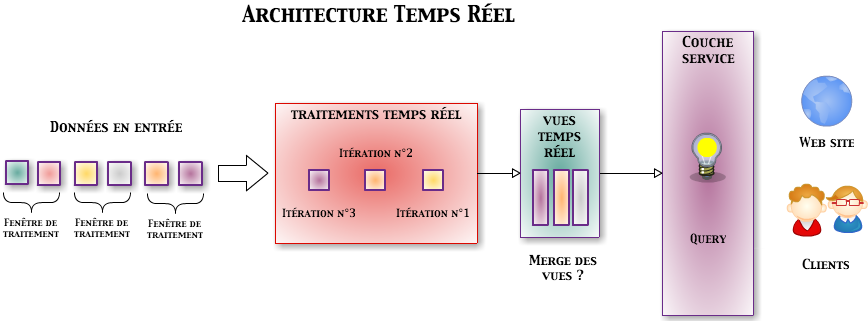 Architecture Temps Réel
Données en entrée
Fenêtre de
traitement
Fenêtre de
traitement
Fenêtre de
traitement
traitements temps réel
Itération n°2
Itération n°3
Itération n°1
vues
temps
réel
Merge des
vues ?
Couche
service
Query
Web site
Clients